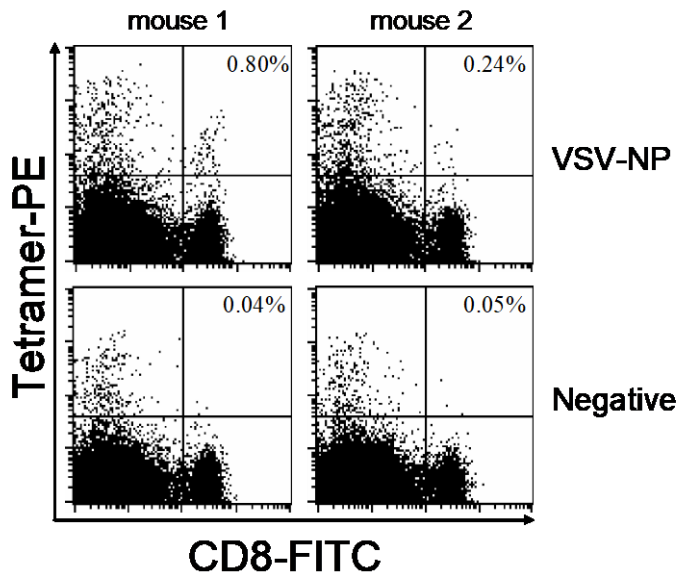 mouse 1 mouse 2
0.80% 0.24%
VSV-NP
Tetramer-PE
0.04% 0.05%
Negative
CD8-FITC